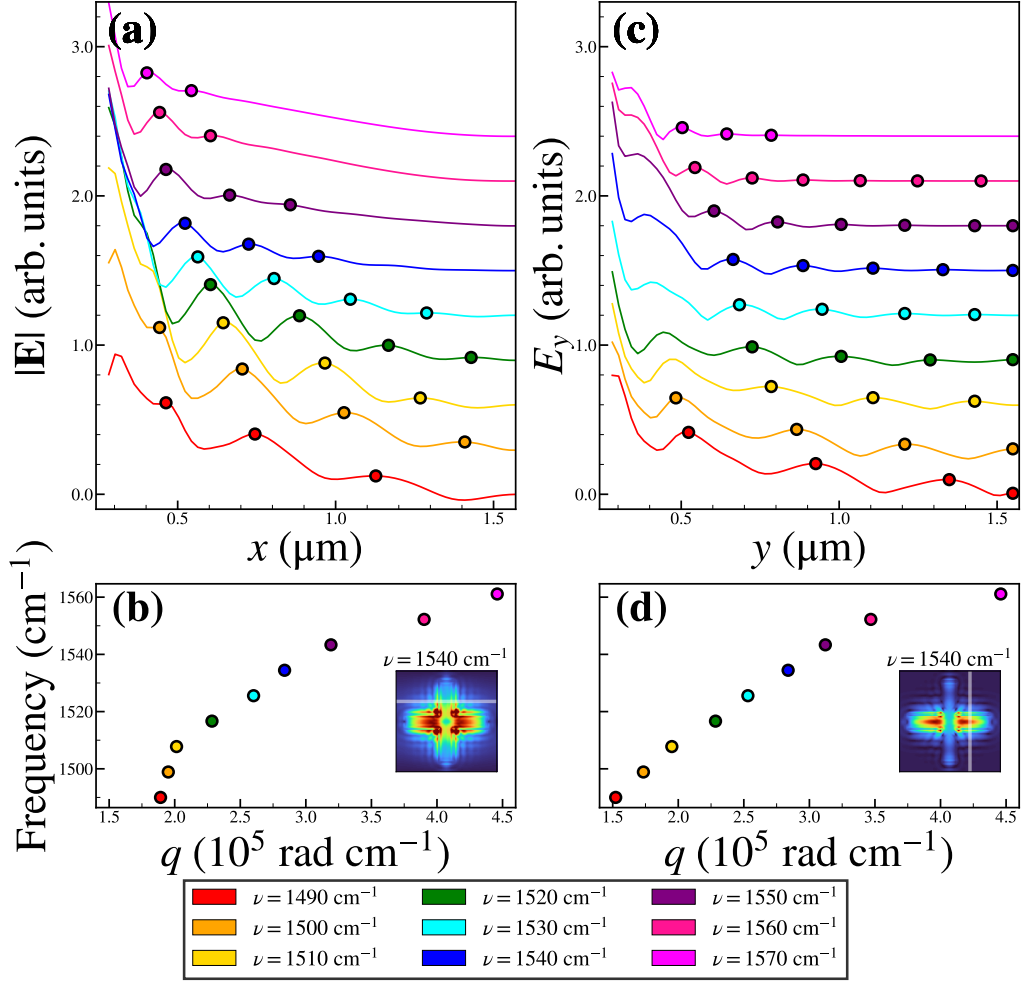 (a)
|E| (arb. units)
3.0
2.0
1.0
0.0
0.5
1.0
1.5
x (μm)
(c)
E_y (arb. units)
3.0
2.0
1.0
0.0
0.5
1.0
1.5
y (μm)
(b)
Frequency (cm⁻¹)
1560
1540
1520
1500
ν = 1540 cm⁻¹
1.5
2.0
2.5
3.0
3.5
4.0
4.5
q (10⁵ rad cm⁻¹)
(d)
ν = 1540 cm⁻¹
1.5
2.0
2.5
3.0
3.5
4.0
4.5
q (10⁵ rad cm⁻¹)
ν = 1490 cm⁻¹
ν = 1500 cm⁻¹
ν = 1510 cm⁻¹
ν = 1520 cm⁻¹
ν = 1530 cm⁻¹
ν = 1540 cm⁻¹
ν = 1550 cm⁻¹
ν = 1560 cm⁻¹
ν = 1570 cm⁻¹